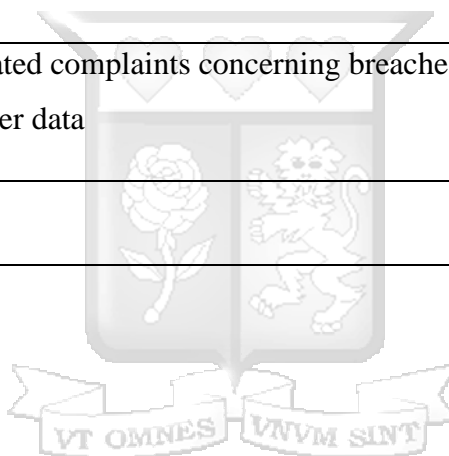 ated complaints concerning breache
er data
VT OMNES VNVM SINT